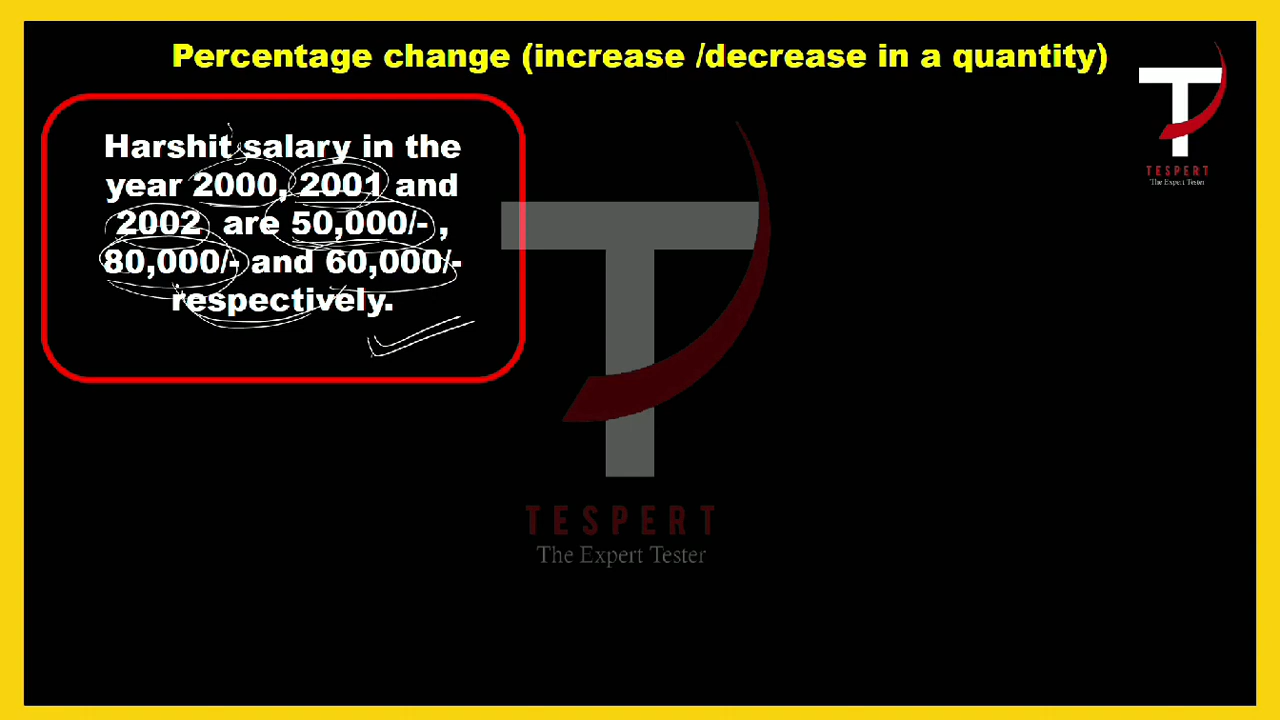 Percentage change (increase /decrease in a quantity)
Harshit salary in the
year 2000, 2001 and
2002 are 50,000/- ,
80,000/- and 60,000/-
respectively.
TESPERT
The Expert Tester
TESPERT
The Expert Tester